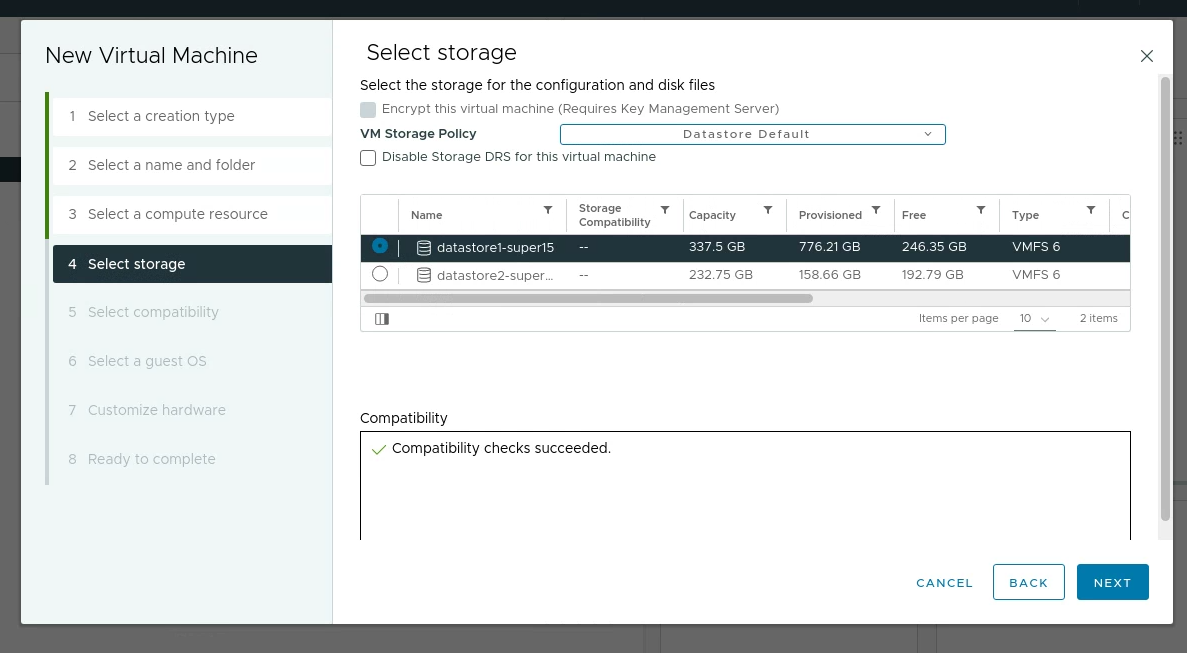 New Virtual Machine
1 Select a creation type
2 Select a name and folder
3 Select a compute resource
4 Select storage
5 Select compatibility
6 Select a guest OS
7 Customize hardware
8 Ready to complete
Select storage
Select the storage for the configuration and disk files
Encrypt this virtual machine (Requires Key Management Server)
VM Storage Policy Datastore Default
Disable Storage DRS for this virtual machine
Name Storage Compatibility Capacity Provisioned Free Type C
datastore1-super15 -- 337.5 GB 776.21 GB 246.35 GB VMFS 6
datastore2-super... -- 232.75 GB 158.66 GB 192.79 GB VMFS 6
Items per page 10 2 items
Compatibility
Compatibility checks succeeded.
CANCEL BACK NEXT